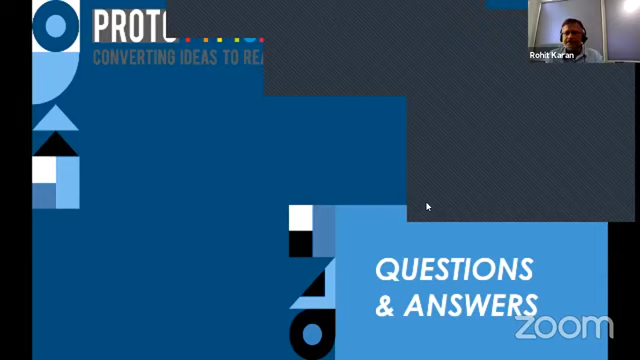 PROTO
CONVERTING IDEAS TO REA
Rohit Karan
QUESTIONS
& ANSWERS
zoom